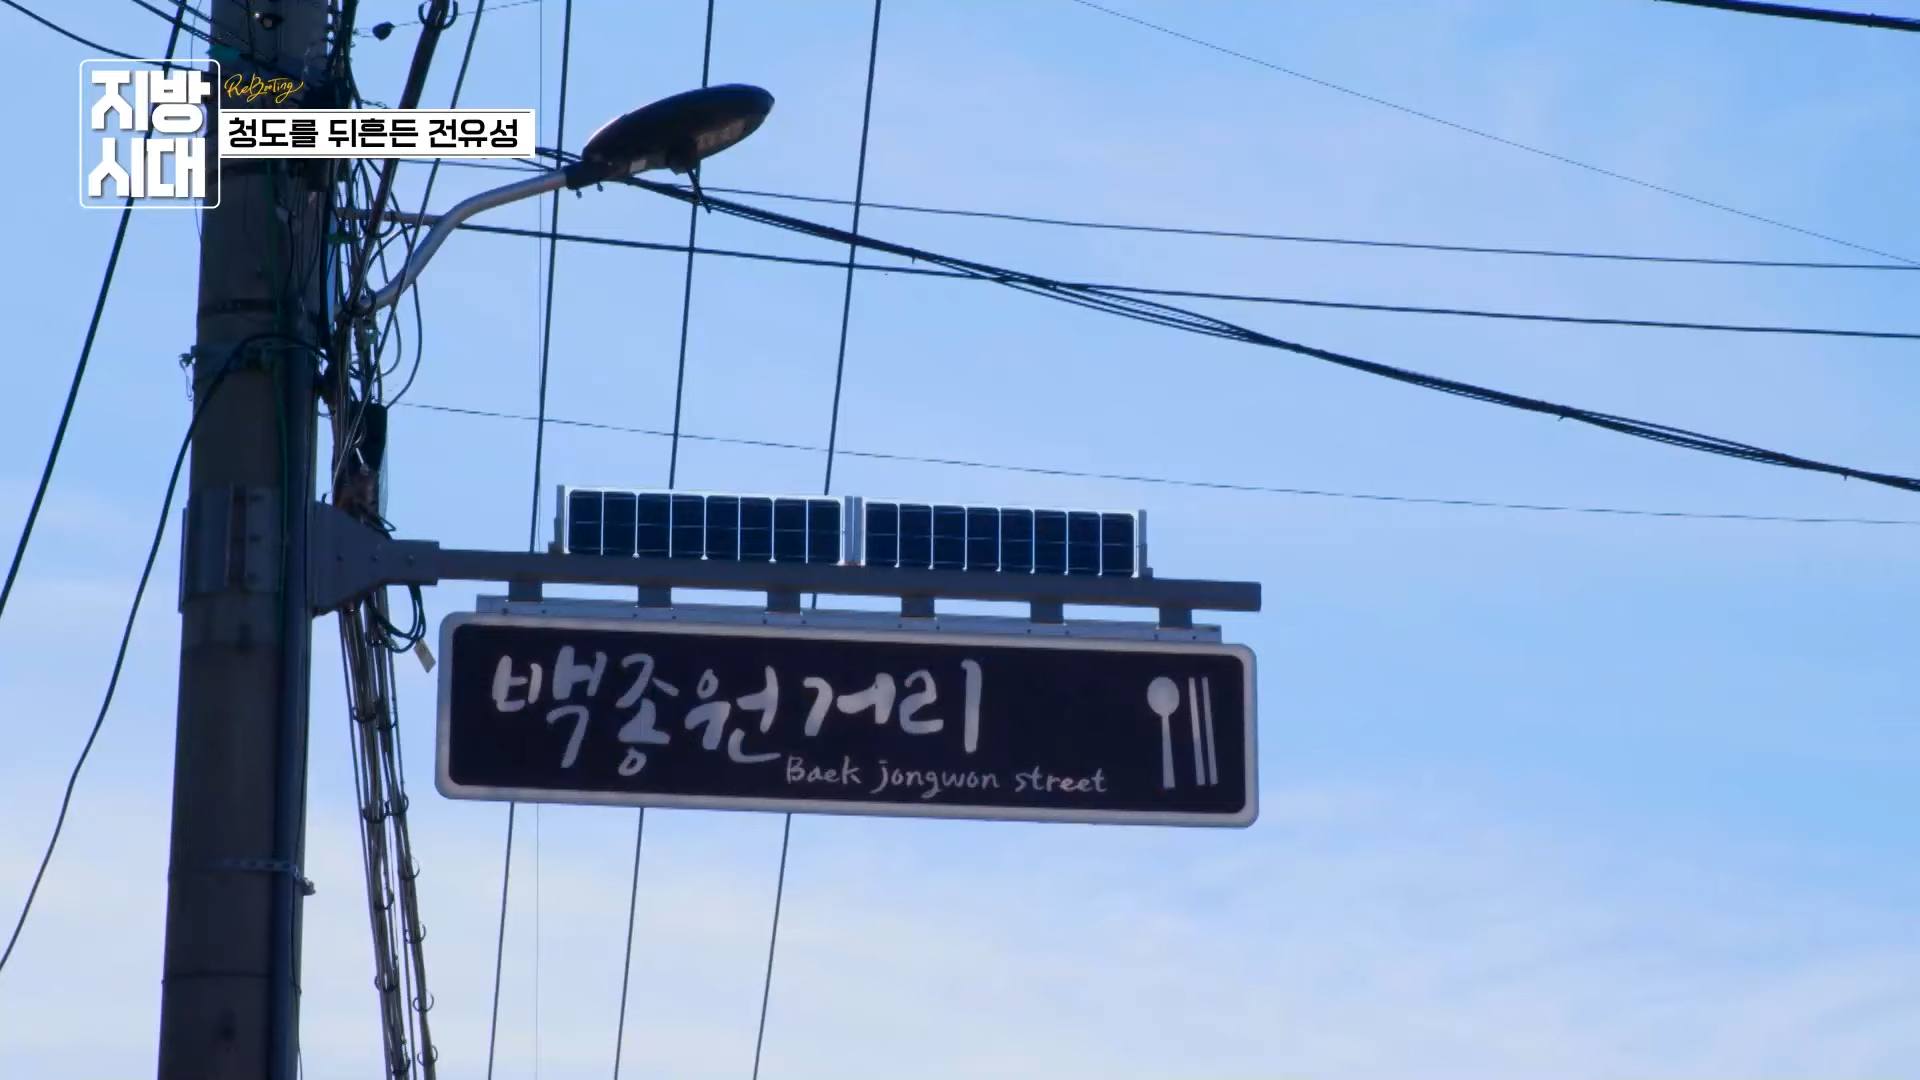 지방
시대
ReBooting
청도를 뒤흔든 전유성
백종원거리
Baek jongwon street